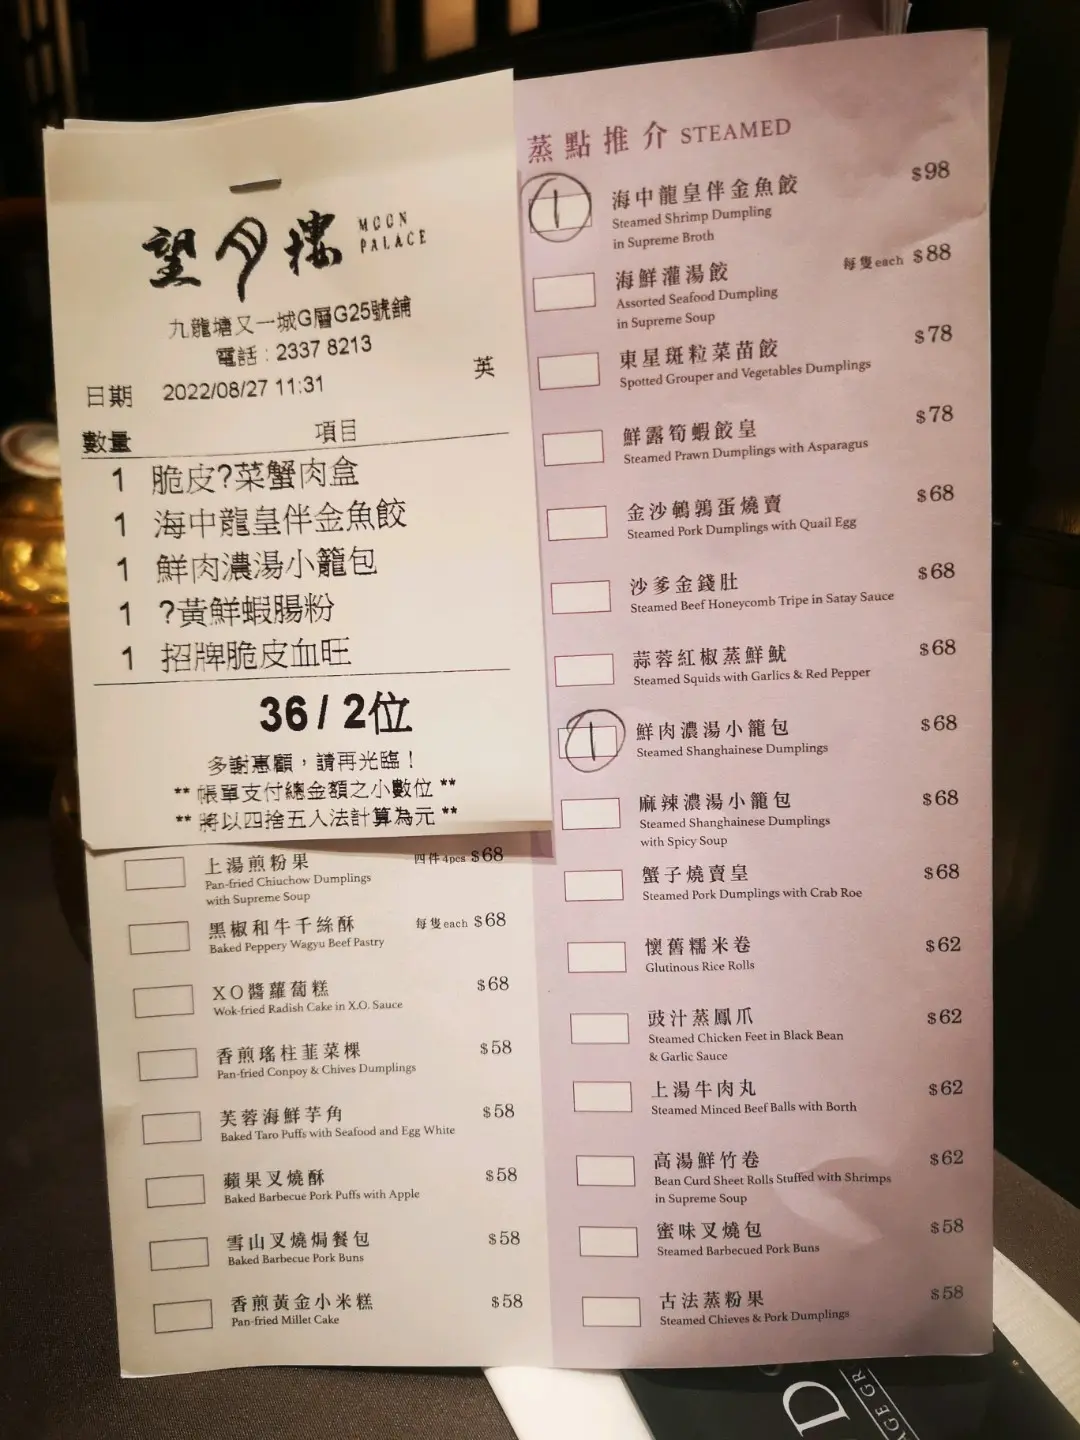 望月樓 MOON PALACE
九龍塘又一城G層G25號舖
電話：2337 8213
日期 2022/08/27 11:31 英
數量 項目
1 脆皮?菜蟹肉盒
1 海中龍皇伴金魚餃
1 鮮肉濃湯小籠包
1 ?黃鮮蝦腸粉
1 招牌脆皮血旺
36 / 2位
多謝惠顧，請再光臨！
** 帳單支付總金額之小數位 **
** 將以四捨五入法計算為元 **
上湯煎粉果 四件 4pcs $68
Pan-fried Chiuchow Dumplings
with Supreme Soup
黑椒和牛千絲酥 每隻each $68
Baked Peppery Wagyu Beef Pastry
XO醬蘿蔔糕 $68
Wok-fried Radish Cake in X.O. Sauce
香煎瑤柱韮菜粿 $58
Pan-fried Conpoy & Chives Dumplings
芙蓉海鮮芋角 $58
Baked Taro Puffs with Seafood and Egg White
蘋果叉燒酥 $58
Baked Barbecue Pork Puffs with Apple
雪山叉燒焗餐包 $58
Baked Barbecue Pork Buns
香煎黃金小米糕 $58
Pan-fried Millet Cake
蒸點推介 STEAMED
1 海中龍皇伴金魚餃 $98
Steamed Shrimp Dumpling
in Supreme Broth
海鮮灌湯餃 每隻each $88
Assorted Seafood Dumpling
in Supreme Soup
東星斑粒菜苗餃 $78
Spotted Grouper and Vegetables Dumplings
鮮露筍蝦餃皇 $78
Steamed Prawn Dumplings with Asparagus
金沙鵪鶉蛋燒賣 $68
Steamed Pork Dumplings with Quail Egg
沙爹金錢肚 $68
Steamed Beef Honeycomb Tripe in Satay Sauce
蒜蓉紅椒蒸鮮魷 $68
Steamed Squids with Garlics & Red Pepper
1 鮮肉濃湯小籠包 $68
Steamed Shanghainese Dumplings
麻辣濃湯小籠包 $68
Steamed Shanghainese Dumplings
with Spicy Soup
蟹子燒賣皇 $68
Steamed Pork Dumplings with Crab Roe
懷舊糯米卷 $62
Glutinous Rice Rolls
豉汁蒸鳳爪 $62
Steamed Chicken Feet in Black Bean
& Garlic Sauce
上湯牛肉丸 $62
Steamed Minced Beef Balls with Borth
高湯鮮竹卷 $62
Bean Curd Sheet Rolls Stuffed with Shrimps
in Supreme Soup
蜜味叉燒包 $58
Steamed Barbecued Pork Buns
古法蒸粉果 $58
Steamed Chieves & Pork Dumplings